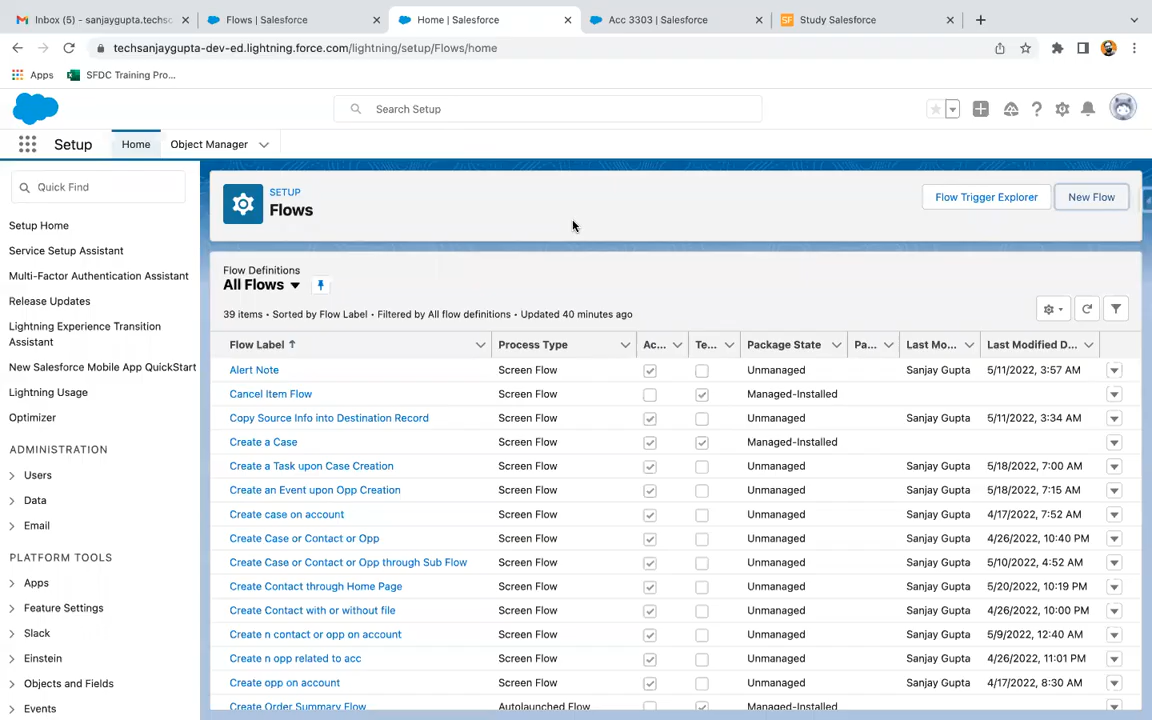 Inbox (5) - sanjaygupta.techsc
Flows | Salesforce
Home | Salesforce
Acc 3303 | Salesforce
SF Study Salesforce
techsanjaygupta-dev-ed.lightning.force.com/lightning/setup/Flows/home
Apps
SFDC Training Pro...
Search Setup
Setup
Home
Object Manager
Quick Find
Setup Home
Service Setup Assistant
Multi-Factor Authentication Assistant
Release Updates
Lightning Experience Transition
Assistant
New Salesforce Mobile App QuickStart
Lightning Usage
Optimizer
ADMINISTRATION
Users
Data
Email
PLATFORM TOOLS
Apps
Feature Settings
Slack
Einstein
Objects and Fields
Events
SETUP
Flows
Flow Trigger Explorer
New Flow
Flow Definitions
All Flows
39 items • Sorted by Flow Label • Filtered by All flow definitions • Updated 40 minutes ago
Flow Label Process Type Ac... Te... Package State Pa... Last Mo... Last Modified D...
Alert Note Screen Flow Unmanaged Sanjay Gupta 5/11/2022, 3:57 AM
Cancel Item Flow Screen Flow Managed-Installed
Copy Source Info into Destination Record Screen Flow Unmanaged Sanjay Gupta 5/11/2022, 3:34 AM
Create a Case Screen Flow Managed-Installed
Create a Task upon Case Creation Screen Flow Unmanaged Sanjay Gupta 5/18/2022, 7:00 AM
Create an Event upon Opp Creation Screen Flow Unmanaged Sanjay Gupta 5/18/2022, 7:15 AM
Create case on account Screen Flow Unmanaged Sanjay Gupta 4/17/2022, 7:52 AM
Create Case or Contact or Opp Screen Flow Unmanaged Sanjay Gupta 4/26/2022, 10:40 PM
Create Case or Contact or Opp through Sub Flow Screen Flow Unmanaged Sanjay Gupta 5/10/2022, 4:52 AM
Create Contact through Home Page Screen Flow Unmanaged Sanjay Gupta 5/20/2022, 10:19 PM
Create Contact with or without file Screen Flow Unmanaged Sanjay Gupta 4/26/2022, 10:00 PM
Create n contact or opp on account Screen Flow Unmanaged Sanjay Gupta 5/9/2022, 12:40 AM
Create n opp related to acc Screen Flow Unmanaged Sanjay Gupta 4/26/2022, 11:01 PM
Create opp on account Screen Flow Unmanaged Sanjay Gupta 4/17/2022, 8:30 AM
Create Order Summary Flow Autolaunched Flow Managed-Installed